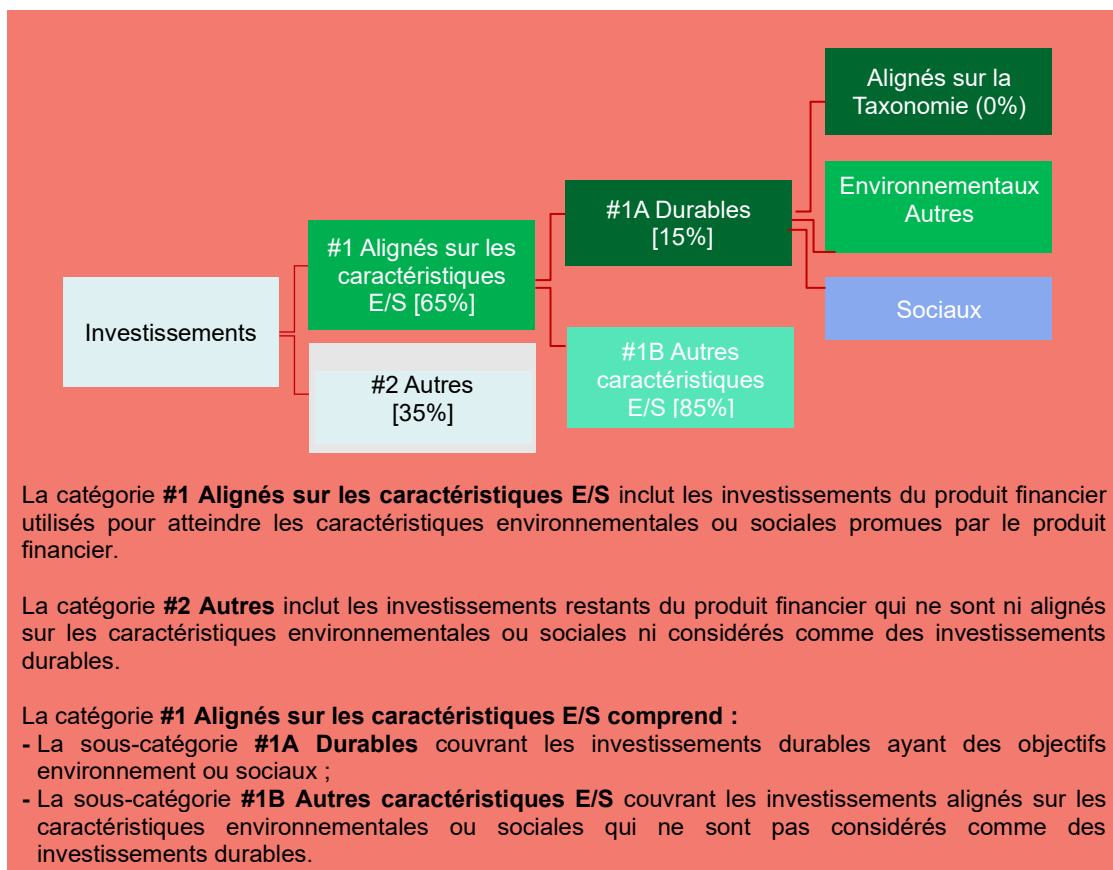 Alignés sur la
Taxonomie (0%)
Environnementaux
Autres
#1A Durables
[15%]
#1 Alignés sur les
caractéristiques
E/S [65%]
Sociaux
Investissements
#1B Autres
caractéristiques
E/S [85%]
#2 Autres
[35%]
La catégorie #1 Alignés sur les caractéristiques E/S inclut les investissements du produit financier
utilisés pour atteindre les caractéristiques environnementales ou sociales promues par le produit
financier.
La catégorie #2 Autres inclut les investissements restants du produit financier qui ne sont ni alignés
sur les caractéristiques environnementales ou sociales ni considérés comme des investissements
durables.
La catégorie #1 Alignés sur les caractéristiques E/S comprend :
- La sous-catégorie #1A Durables couvrant les investissements durables ayant des objectifs
environnement ou sociaux ;
- La sous-catégorie #1B Autres caractéristiques E/S couvrant les investissements alignés sur les
caractéristiques environnementales ou sociales qui ne sont pas considérés comme des
investissements durables.